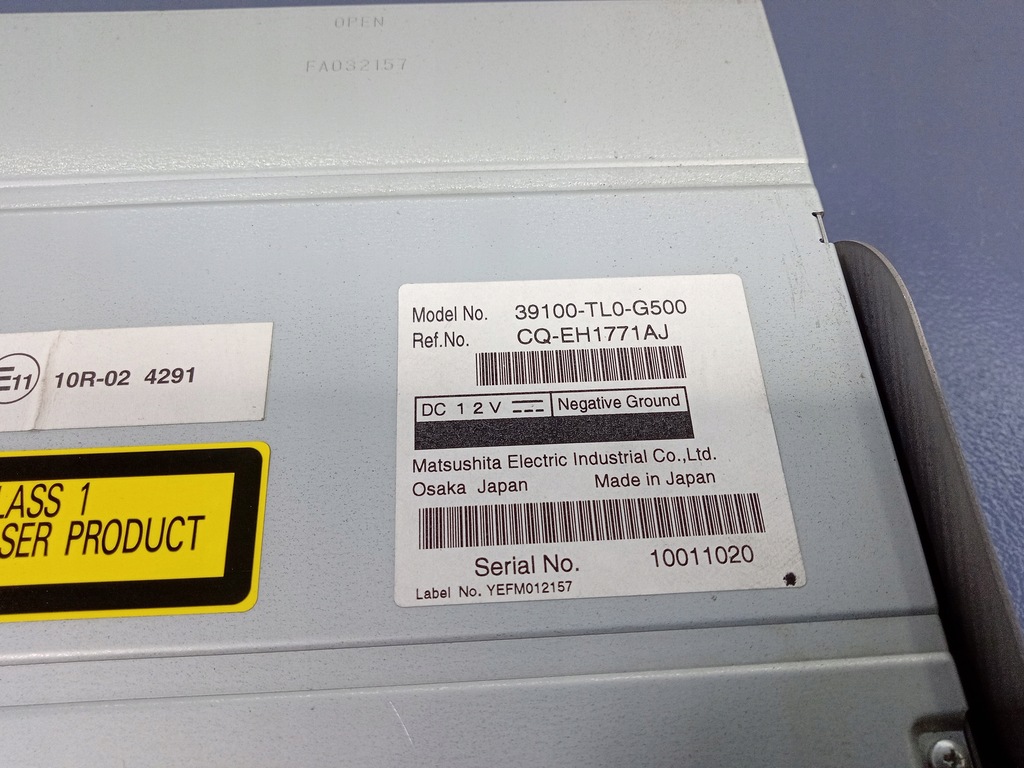 OPEN
FA032157
Model No. 39100-TL0-G500
Ref.No. CQ-EH1771AJ
E11 10R-02 4291
DC 12V Negative Ground
Matsushita Electric Industrial Co.,Ltd.
Osaka Japan Made in Japan
LASS 1
SER PRODUCT
Serial No. 10011020
Label No. YEFM012157